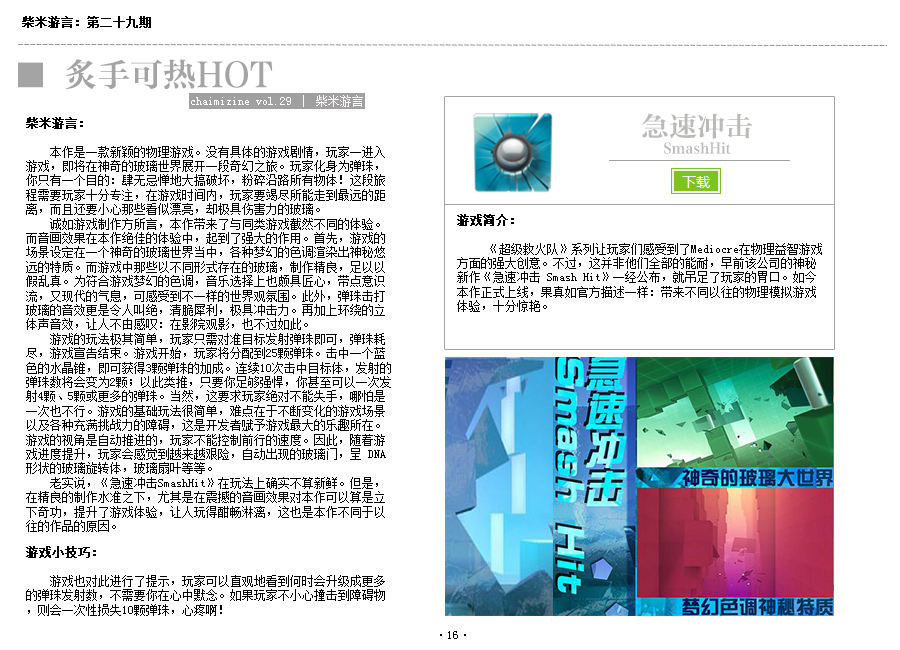 柴米游言：第二十九期
炙手可热HOT
chaimizine vol.29 | 柴米游言
柴米游言：
本作是一款新颖的物理游戏。没有具体的游戏剧情，玩家一进入
游戏，即将在神奇的玻璃世界展开一段奇幻之旅。玩家化身为弹珠，
你只有一个目的：肆无忌惮地大搞破坏，粉碎沿路所有物体！这段旅
程需要玩家十分专注，在游戏时间内，玩家要竭尽所能走到最远的距
离，而且还要小心那些看似漂亮，却极具伤害力的玻璃。
诚如游戏制作方所言，本作带来了与同类游戏截然不同的体验。
而音画效果在本作绝佳的体验中，起到了强大的作用。首先，游戏的
场景设定在一个神奇的玻璃世界当中，各种梦幻的色调渲染出神秘悠
远的特质。而游戏中那些以不同形式存在的玻璃，制作精良，足以以
假乱真。为符合游戏梦幻的色调，音乐选择上也颇具匠心，带点意识
流，又现代的气息，可感受到不一样的世界观氛围。此外，弹珠击打
玻璃的音效更是令人叫绝，清脆犀利，极具冲击力。再加上环绕的立
体声音效，让人不由感叹：在影院观影，也不过如此。
游戏的玩法极其简单，玩家只需对准目标发射弹珠即可，弹珠耗
尽，游戏宣告结束。游戏开始，玩家将分配到25颗弹珠。击中一个蓝
色的水晶锥，即可获得3颗弹珠的加成。连续10次击中目标体，发射的
弹珠数将会变为2颗；以此类推，只要你足够强悍，你甚至可以一次发
射4颗、5颗或更多的弹珠。当然，这要求玩家绝对不能失手，哪怕是
一次也不行。游戏的基础玩法很简单，难点在于不断变化的游戏场景
以及各种充满挑战力的障碍，这是开发者赋予游戏最大的乐趣所在。
游戏的视角是自动推进的，玩家不能控制前行的速度。因此，随着游
戏进度提升，玩家会感觉到越来越艰险，自动出现的玻璃门，呈 DNA
形状的玻璃旋转体，玻璃扇叶等等。
老实说，《急速冲击SmashHit》在玩法上确实不算新鲜。但是，
在精良的制作水准之下，尤其是在震撼的音画效果对本作可以算是立
下奇功，提升了游戏体验，让人玩得酣畅淋漓，这也是本作不同于以
往的作品的原因。
游戏小技巧：
游戏也对此进行了提示，玩家可以直观地看到何时会升级成更多
的弹珠发射数，不需要你在心中默念。如果玩家不小心撞击到障碍物
，则会一次性损失10颗弹珠，心疼啊！
急速冲击
SmashHit
下载
游戏简介：
《超级救火队》系列让玩家们感受到了Mediocre在物理益智游戏
方面的强大创意。不过，这并非他们全部的能耐，早前该公司的神秘
新作《急速冲击 Smash Hit》一经公布，就吊足了玩家的胃口。如今
本作正式上线，果真如官方描述一样：带来不同以往的物理模拟游戏
体验，十分惊艳。
急速冲击
Smash Hit
神奇的玻璃大世界
梦幻色调神秘特质
·16·